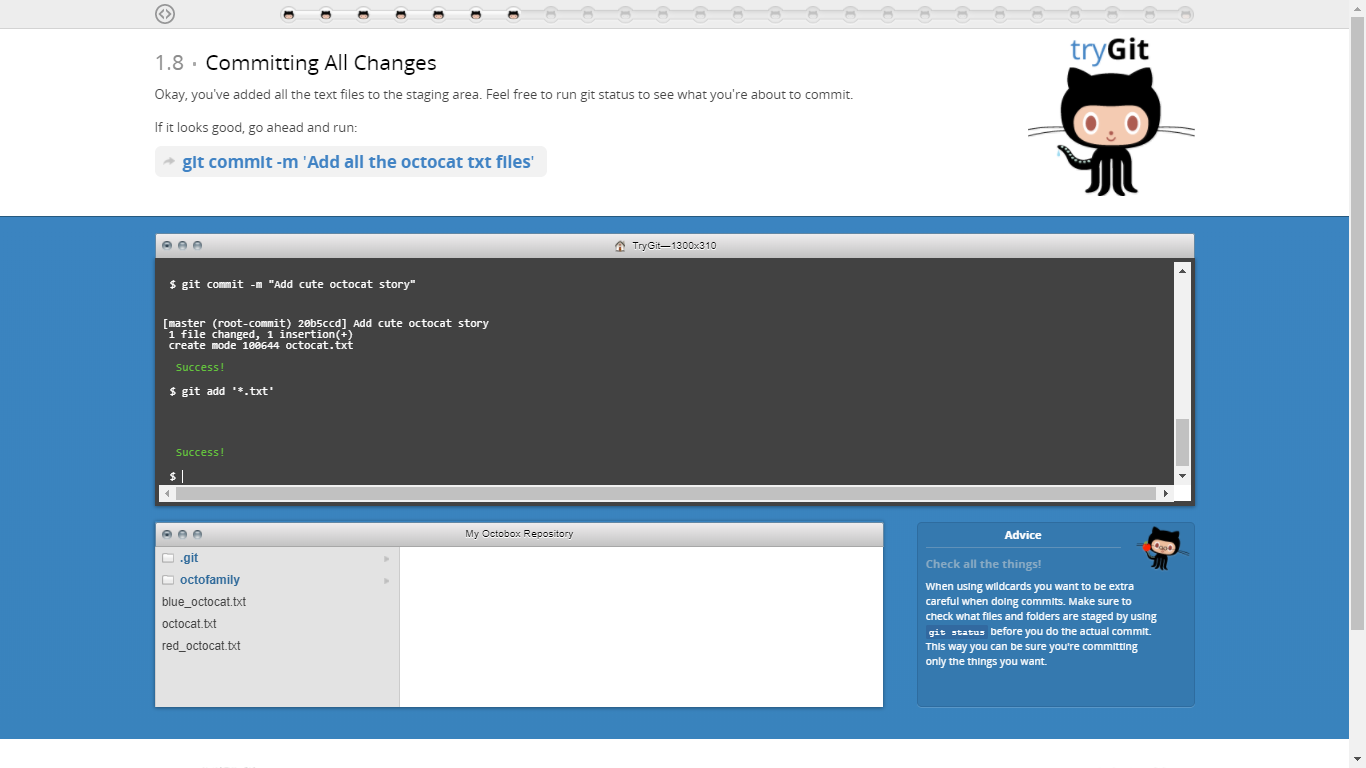 tryGit
1.8 · Committing All Changes
Okay, you've added all the text files to the staging area. Feel free to run git status to see what you're about to commit.
If it looks good, go ahead and run:
git commit -m 'Add all the octocat txt files'
TryGit—1300x310
$ git commit -m "Add cute octocat story"
[master (root-commit) 20b5ccd] Add cute octocat story
1 file changed, 1 insertion(+)
create mode 100644 octocat.txt
Success!
$ git add '*.txt'
Success!
$
My Octobox Repository
.git
octofamily
blue_octocat.txt
octocat.txt
red_octocat.txt
Advice
Check all the things!
When using wildcards you want to be extra
careful when doing commits. Make sure to
check what files and folders are staged by using
git status before you do the actual commit.
This way you can be sure you're committing
only the things you want.